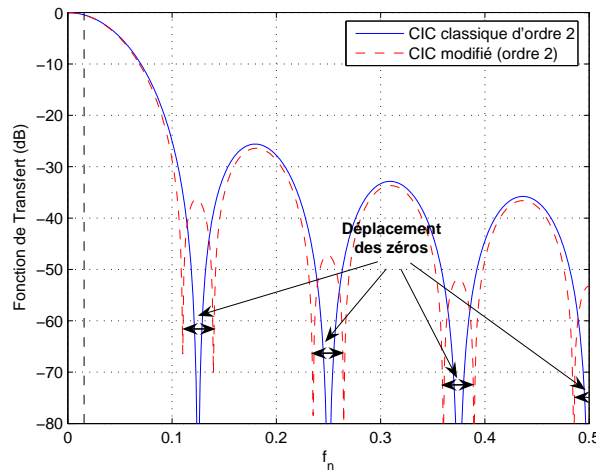 CIC classique d'ordre 2
CIC modifié (ordre 2)
Fonction de Transfert (dB)
0
−10
−20
−30
−40
−50
−60
−70
−80
Déplacement
des zéros
0
0.1
0.2
0.3
0.4
0.5
f_n